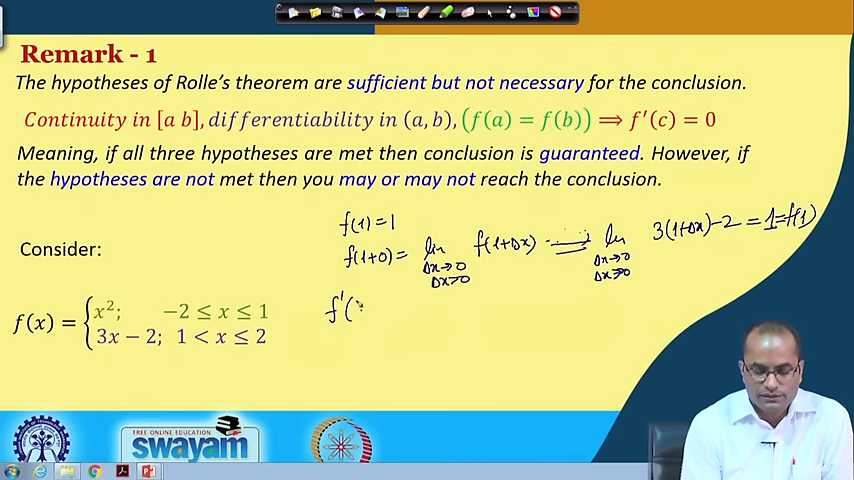 Remark - 1
The hypotheses of Rolle's theorem are sufficient but not necessary for the conclusion.
Continuity in [a b], differentiability in (a, b), (f(a) = f(b)) ⟹ f′(c) = 0
Meaning, if all three hypotheses are met then conclusion is guaranteed. However, if
the hypotheses are not met then you may or may not reach the conclusion.
f(1) = 1
f(1+0) = lim f(1+Δx) = lim 3(1+Δx)-2 = 1 = f(1)
Δx→0 Δx→0
Δx>0 Δx>0
Consider:
f(x) = { x²; -2 ≤ x ≤ 1
3x - 2; 1 < x ≤ 2
f'(
FREE ONLINE EDUCATION
swayam